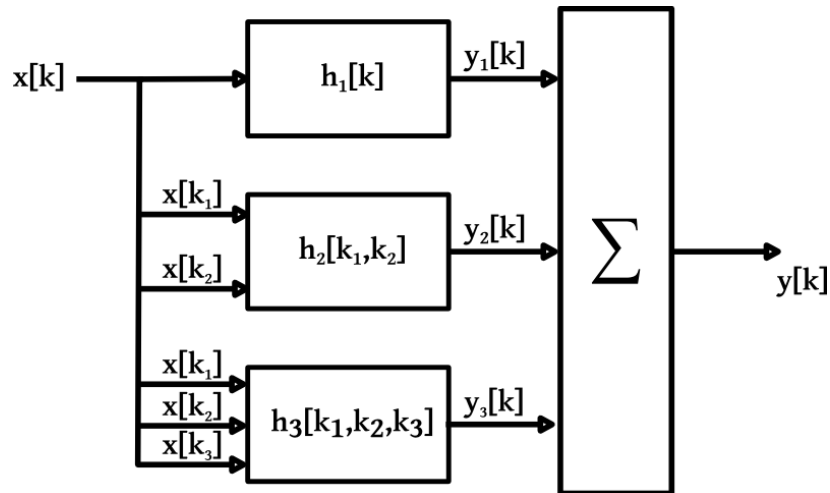 x[k]
h₁[k]
y₁[k]
x[k₁]
x[k₂]
h₂[k₁,k₂]
y₂[k]
∑
y[k]
x[k₁]
x[k₂]
x[k₃]
h₃[k₁,k₂,k₃]
y₃[k]